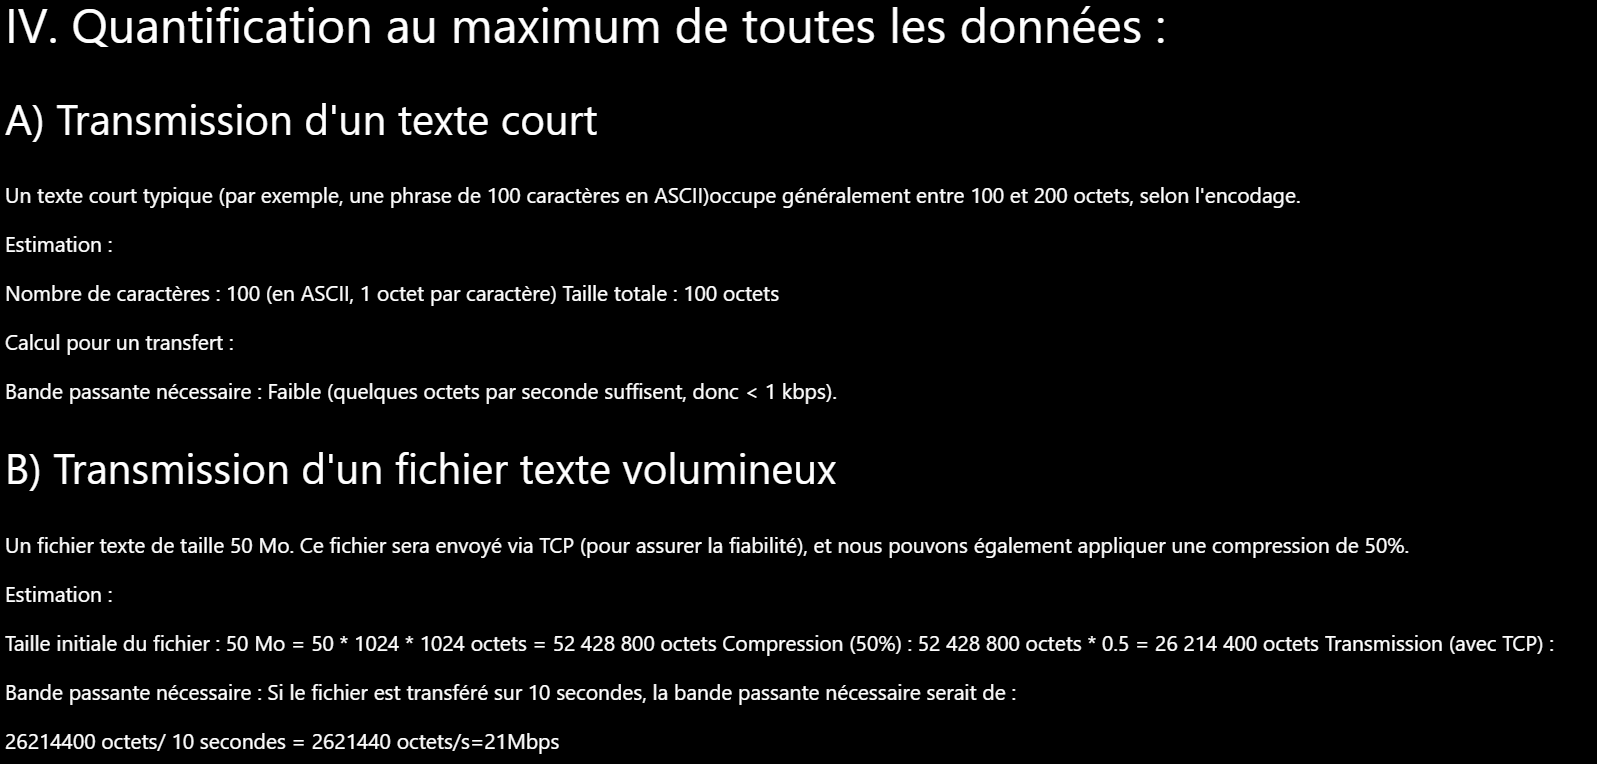 IV. Quantification au maximum de toutes les données :
A) Transmission d'un texte court
Un texte court typique (par exemple, une phrase de 100 caractères en ASCII)occupe généralement entre 100 et 200 octets, selon l'encodage.
Estimation :
Nombre de caractères : 100 (en ASCII, 1 octet par caractère) Taille totale : 100 octets
Calcul pour un transfert :
Bande passante nécessaire : Faible (quelques octets par seconde suffisent, donc < 1 kbps).
B) Transmission d'un fichier texte volumineux
Un fichier texte de taille 50 Mo. Ce fichier sera envoyé via TCP (pour assurer la fiabilité), et nous pouvons également appliquer une compression de 50%.
Estimation :
Taille initiale du fichier : 50 Mo = 50 * 1024 * 1024 octets = 52 428 800 octets Compression (50%) : 52 428 800 octets * 0.5 = 26 214 400 octets Transmission (avec TCP) :
Bande passante nécessaire : Si le fichier est transféré sur 10 secondes, la bande passante nécessaire serait de :
26214400 octets/ 10 secondes = 2621440 octets/s=21Mbps